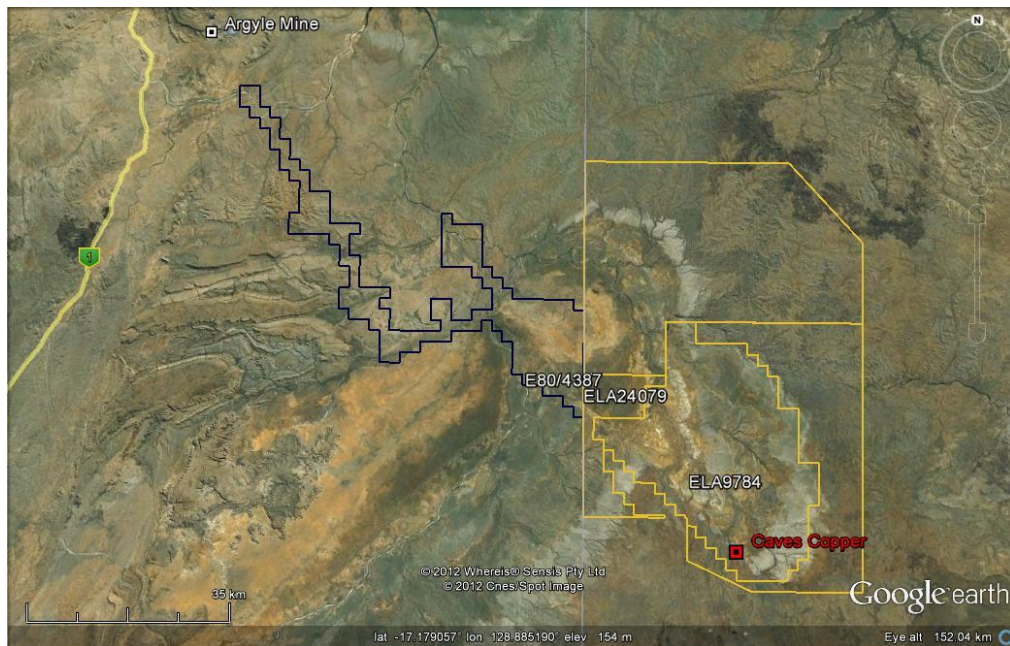 Argyle Mine
N
1
E80/4387
ELA24079
ELA9784
Caves Copper
© 2012 Whereis® Sensis Pty Ltd
© 2012 Cnes/Spot Image
35 km
Google earth
lat -17.179057° lon 128.885190° elev 154 m
Eye alt 152.04 km